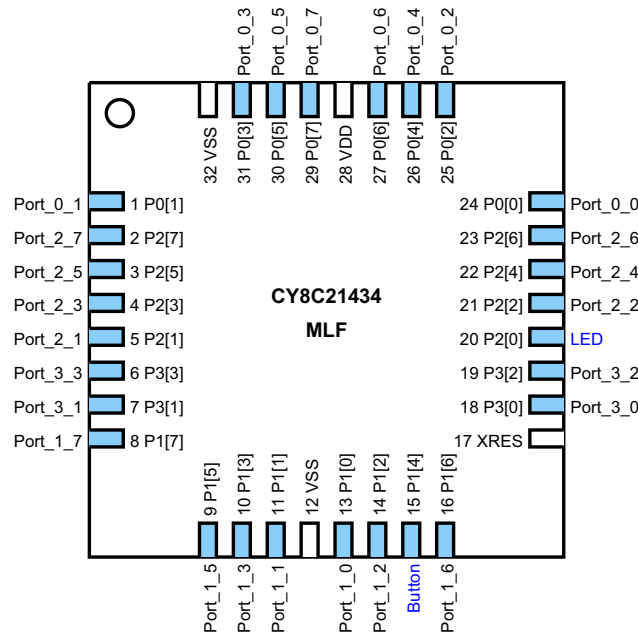 Port_0_3
Port_0_5
Port_0_7
Port_0_6
Port_0_4
Port_0_2
32 VSS
31 P0[3]
30 P0[5]
29 P0[7]
28 VDD
27 P0[6]
26 P0[4]
25 P0[2]
Port_0_1 1 P0[1]
Port_2_7 2 P2[7]
Port_2_5 3 P2[5]
Port_2_3 4 P2[3]
Port_2_1 5 P2[1]
Port_3_3 6 P3[3]
Port_3_1 7 P3[1]
Port_1_7 8 P1[7]
CY8C21434
MLF
24 P0[0] Port_0_0
23 P2[6] Port_2_6
22 P2[4] Port_2_4
21 P2[2] Port_2_2
20 P2[0] LED
19 P3[2] Port_3_2
18 P3[0] Port_3_0
17 XRES
9 P1[5]
10 P1[3]
11 P1[1]
12 VSS
13 P1[0]
14 P1[2]
15 P1[4]
16 P1[6]
Port_1_5
Port_1_3
Port_1_1
Port_1_0
Port_1_2
Button
Port_1_6